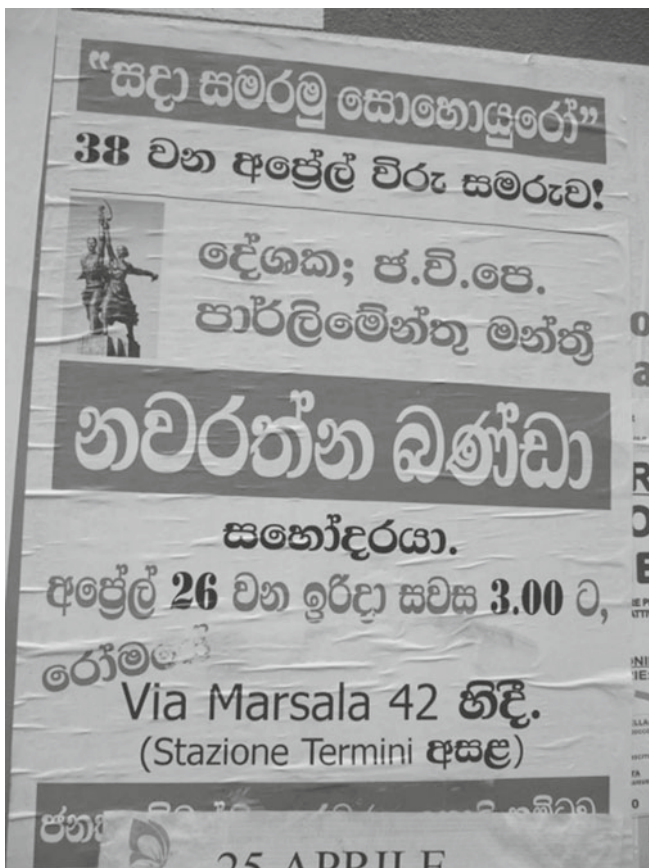 “සදා සමරමු සොහොයුරෝ”
38 වන අප්‍රේල් විරු සමරුව!
දේශක; ජ.වි.පෙ.
පාර්ලිමේන්තු මන්ත්‍රී
නවරත්න බණ්ඩා
සහෝදරයා.
අප්‍රේල් 26 වන ඉරිදා සවස 3.00 ට,
Via Marsala 42 හිදී.
(Stazione Termini අසළ)
25 APRILE